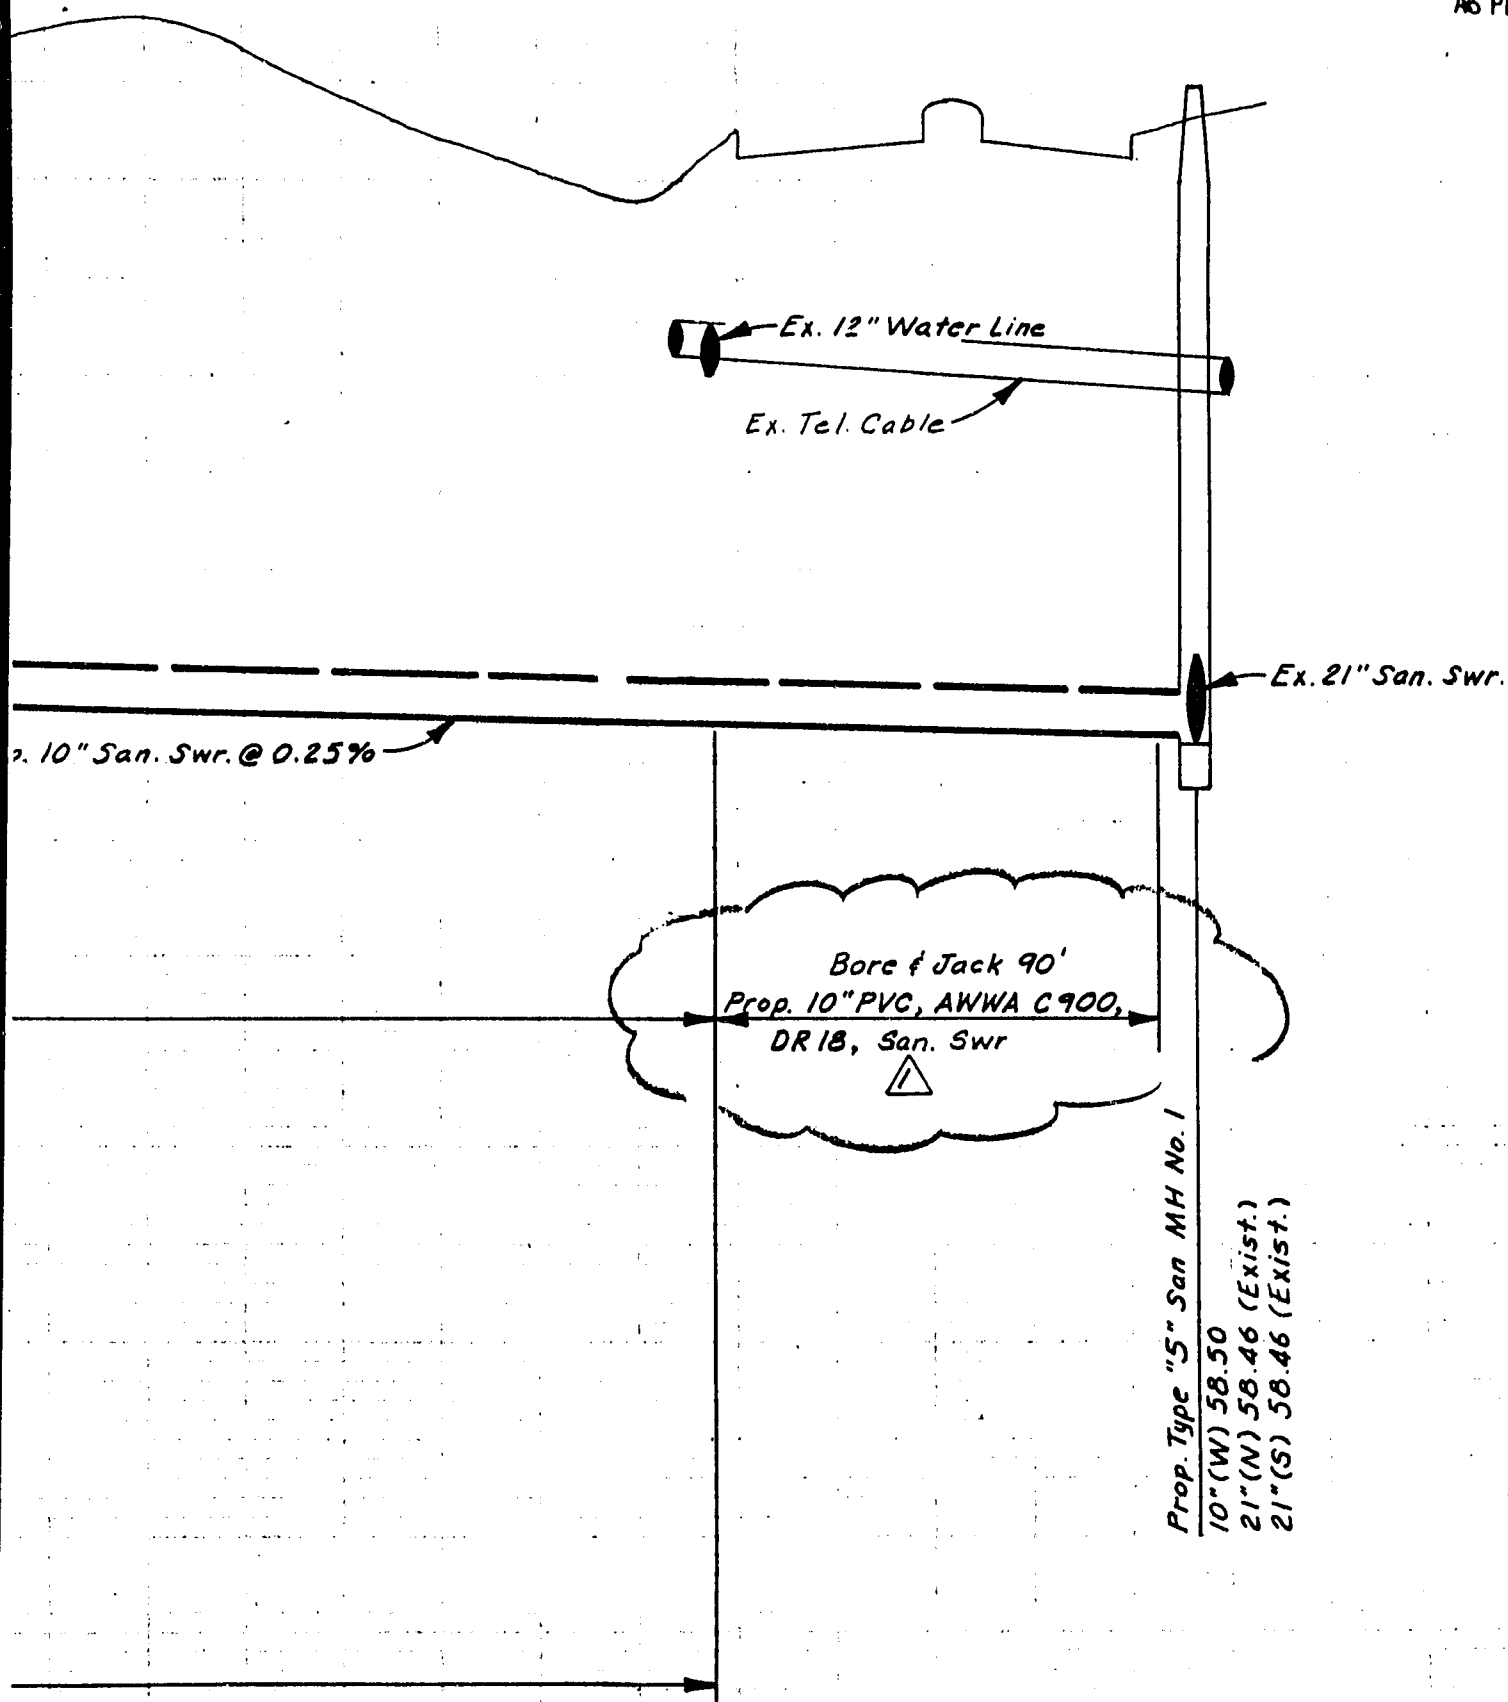 Ex. 12" Water Line
Ex. Tel. Cable
Ex. 21" San. Swr.
10" San. Swr. @ 0.25%
Bore & Jack 90'
Prop. 10" PVC, AWWA C900,
DR 18, San. Swr
1
Prop. Type "5" San MH No. 1
10" (W) 58.50
21" (N) 58.46 (Exist.)
21" (S) 58.46 (Exist.)